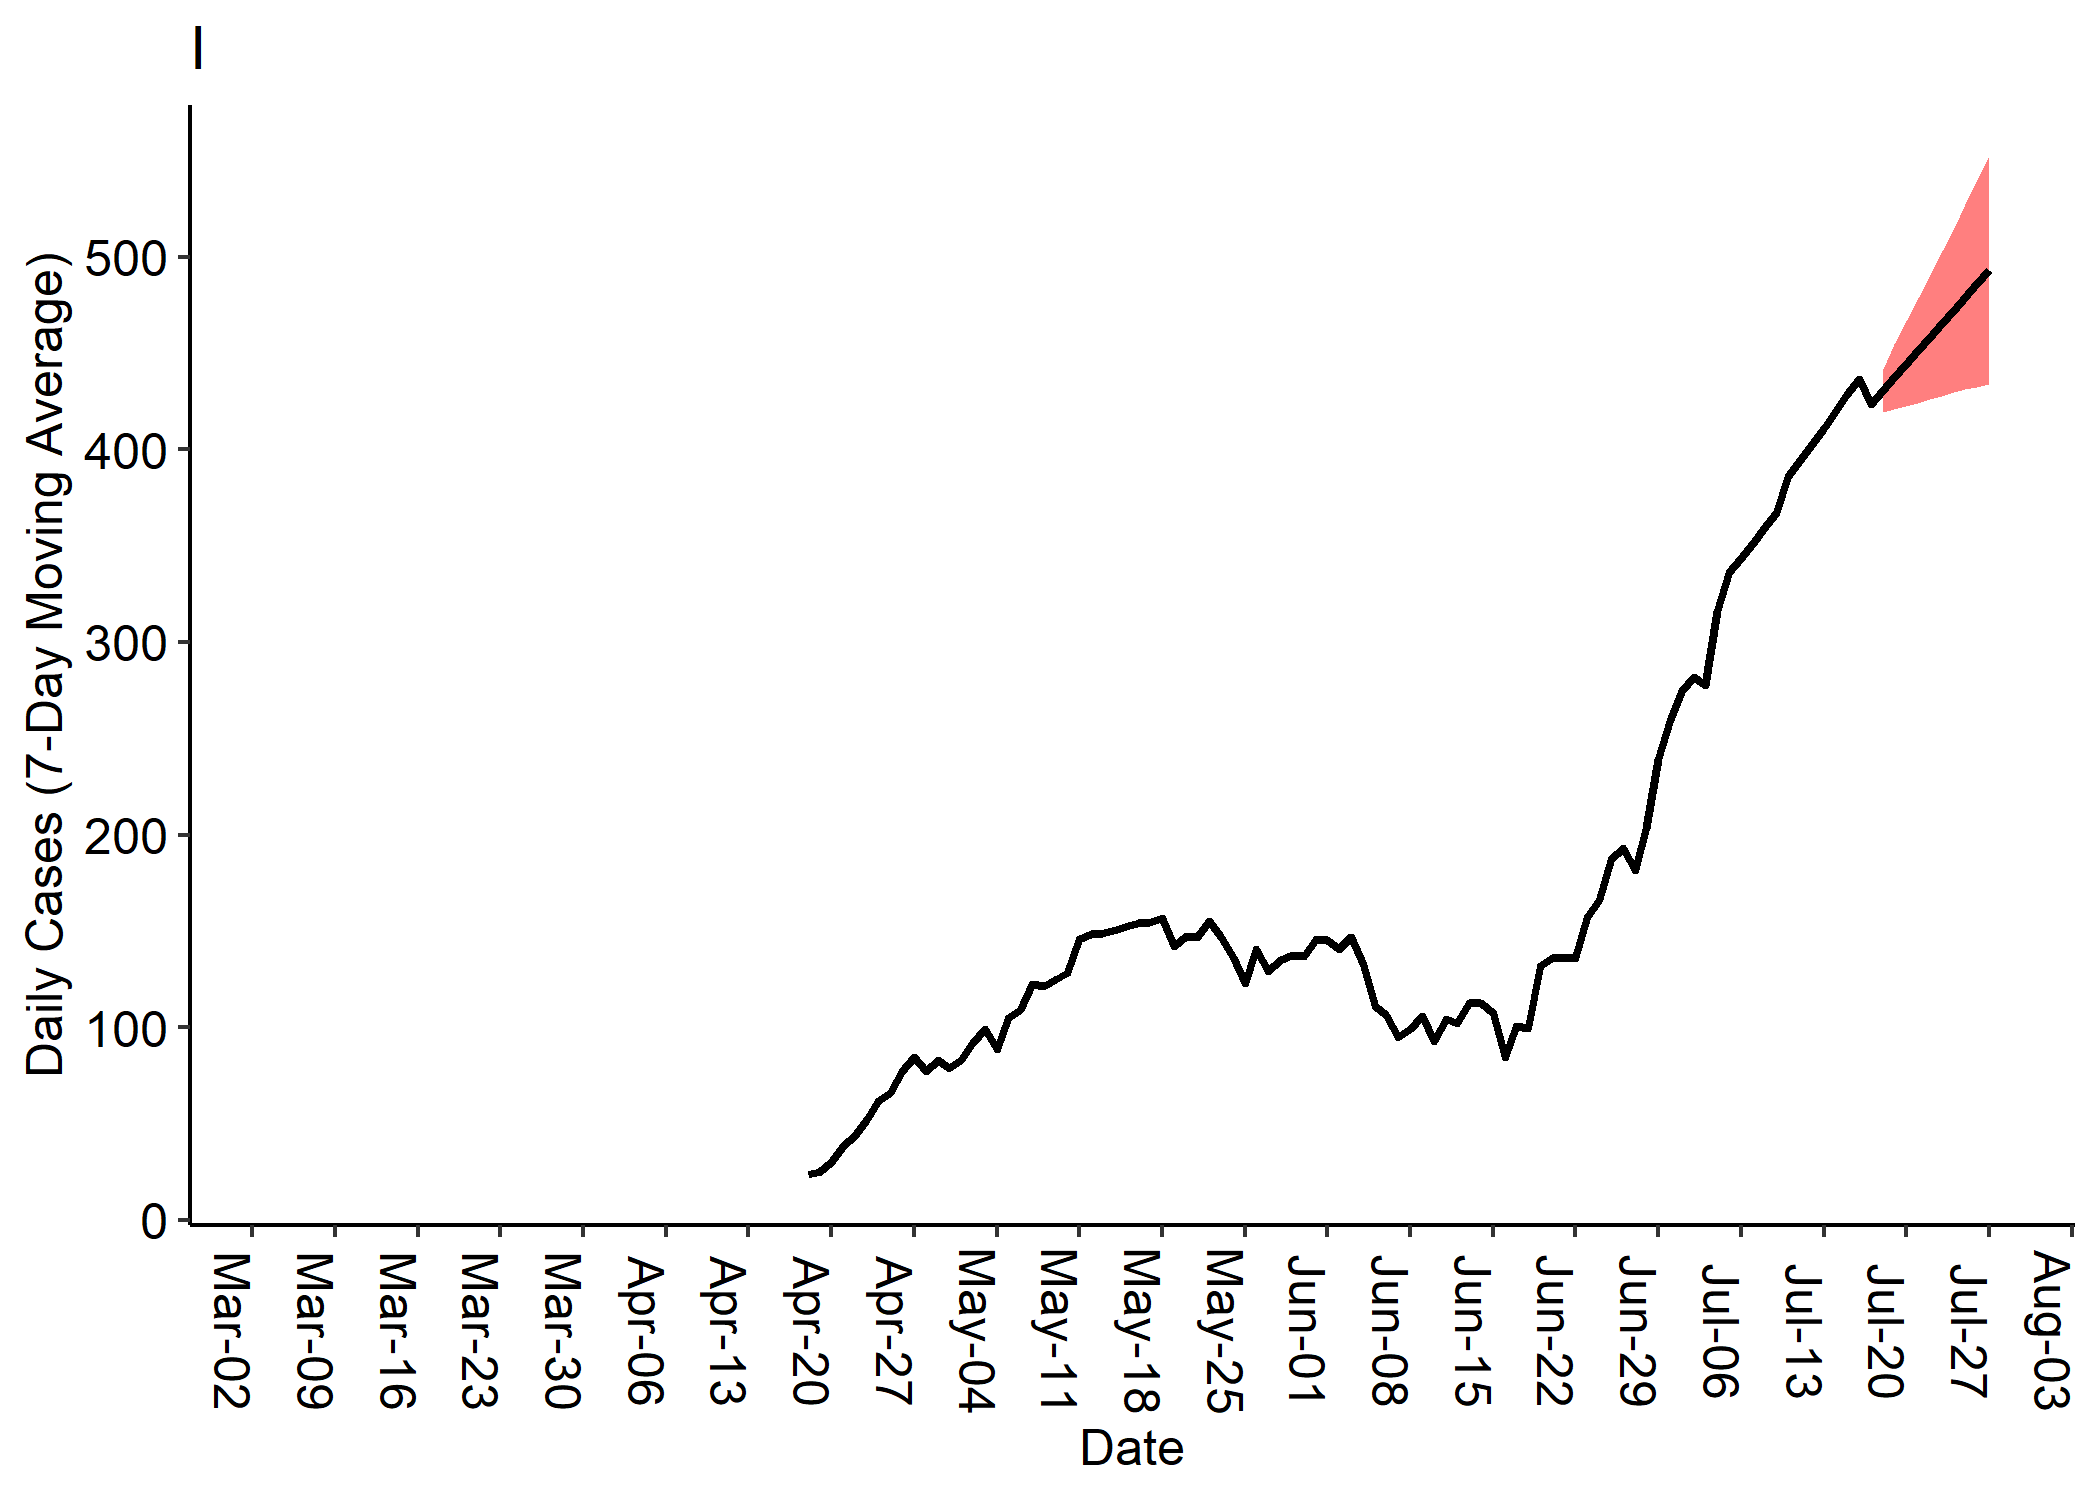 I
Daily Cases (7-Day Moving Average)
500
400
300
200
100
0
Mar-02
Mar-09
Mar-16
Mar-23
Mar-30
Apr-06
Apr-13
Apr-20
Apr-27
May-04
May-11
May-18
May-25
Jun-01
Jun-08
Jun-15
Jun-22
Jun-29
Jul-06
Jul-13
Jul-20
Jul-27
Aug-03
Date